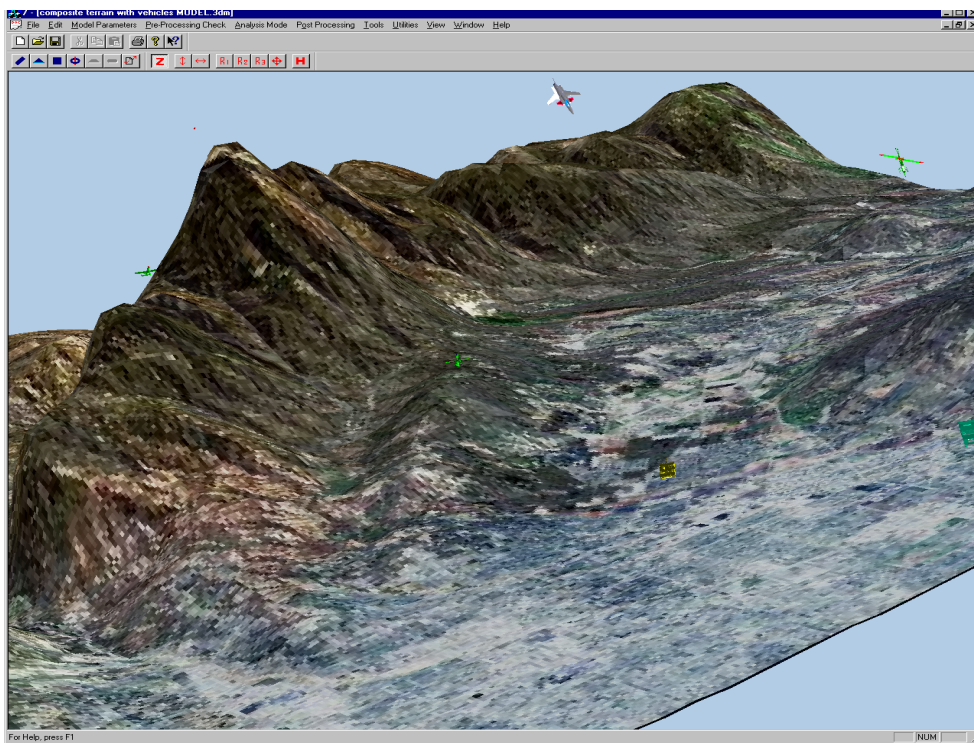 7 - [composite terrain with vehicles MODEL.3dm]
File Edit Model Parameters Pre-Processing Check Analysis Mode Post Processing Tools Utilities View Window Help
Z R1 R2 R3 H
For Help, press F1 NUM